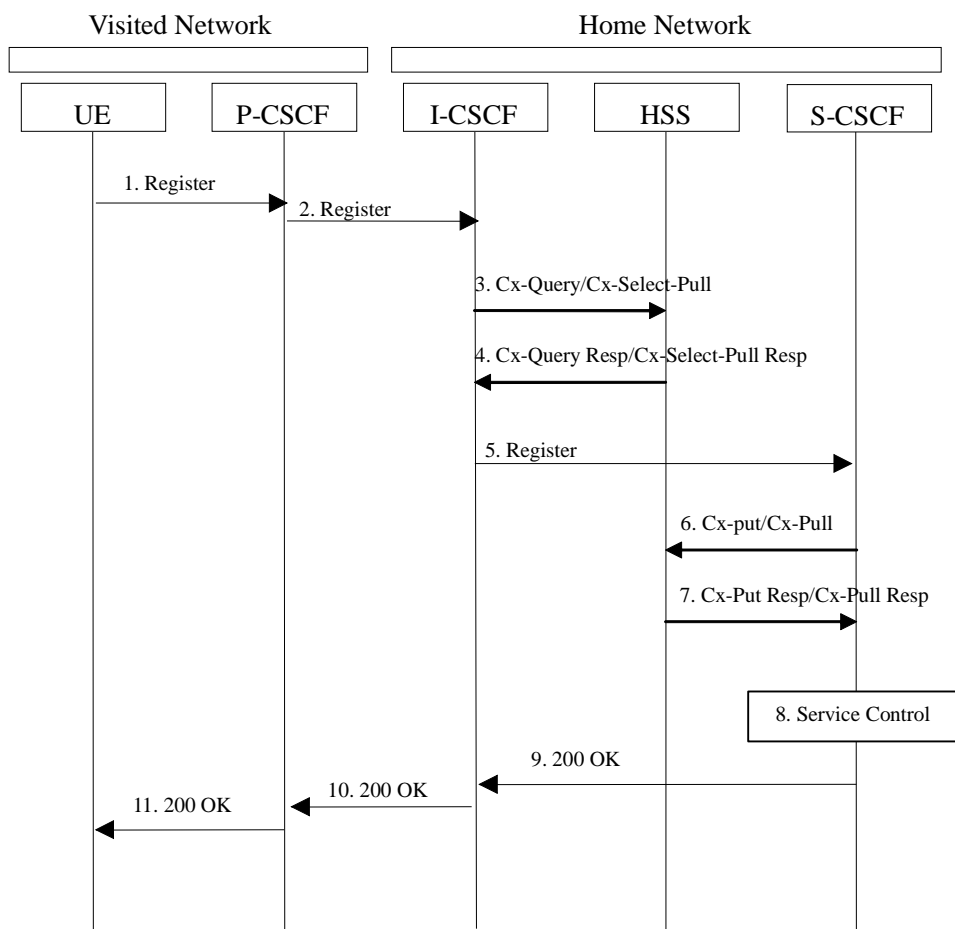 Visited Network
Home Network
UE
P-CSCF
I-CSCF
HSS
S-CSCF
1. Register
2. Register
3. Cx-Query/Cx-Select-Pull
4. Cx-Query Resp/Cx-Select-Pull Resp
5. Register
6. Cx-put/Cx-Pull
7. Cx-Put Resp/Cx-Pull Resp
8. Service Control
9. 200 OK
10. 200 OK
11. 200 OK